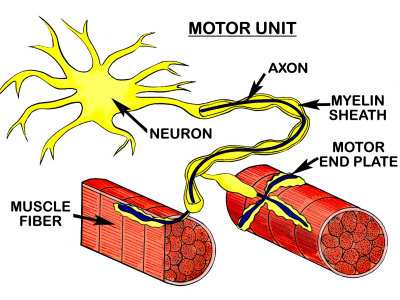 MOTOR UNIT
AXON
MYELIN
SHEATH
NEURON
MOTOR
END PLATE
MUSCLE
FIBER